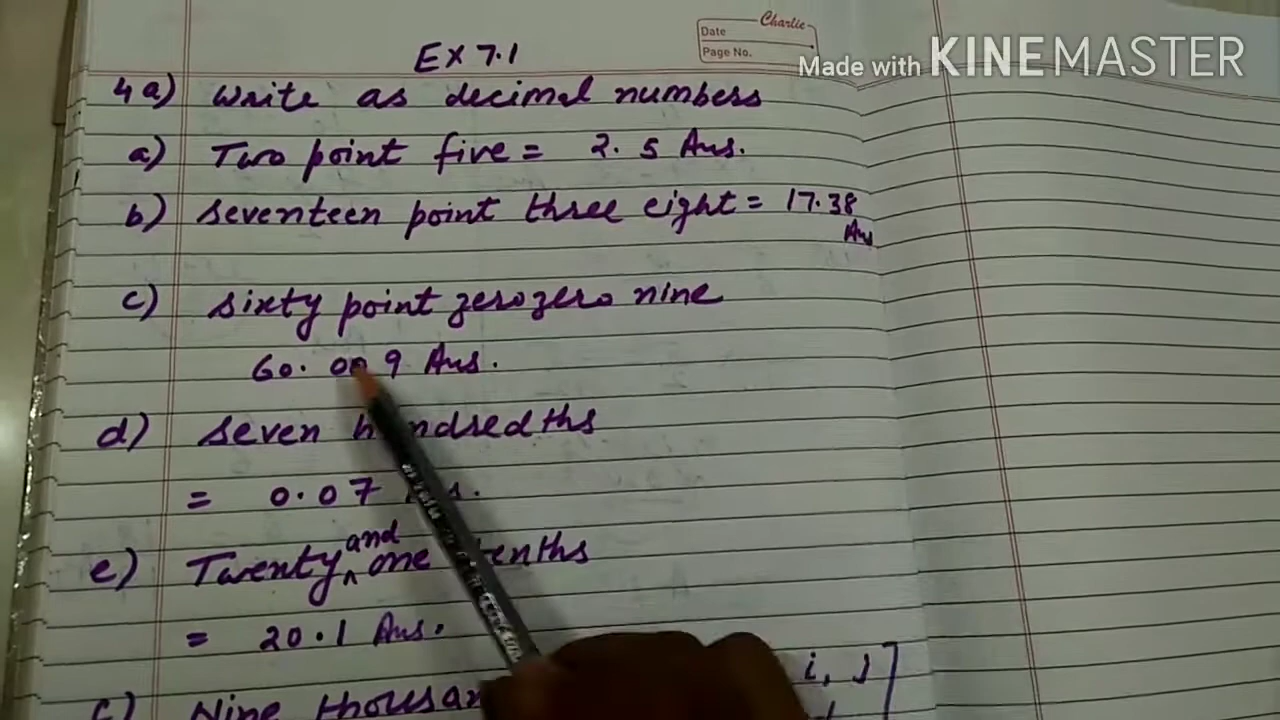 Charlie
Date
Page No.
Made with KINEMASTER
EX 7.1
4a) Write as decimal numbers
a) Two point five = 2.5 Ans.
b) Seventeen point three eight = 17.38
Ans
c) Sixty point zero zero nine
60.009 Ans.
d) Seven hundredths
= 0.07
and
e) Twenty ^ one tenths
= 20.1 Ans.
i, j
f) Nine